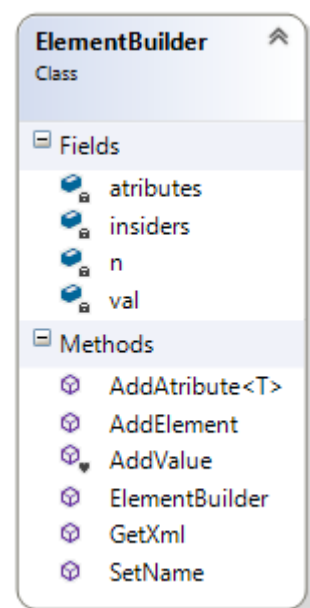 ElementBuilder
Class
Fields
atributes
insiders
n
val
Methods
AddAtribute<T>
AddElement
AddValue
ElementBuilder
GetXml
SetName